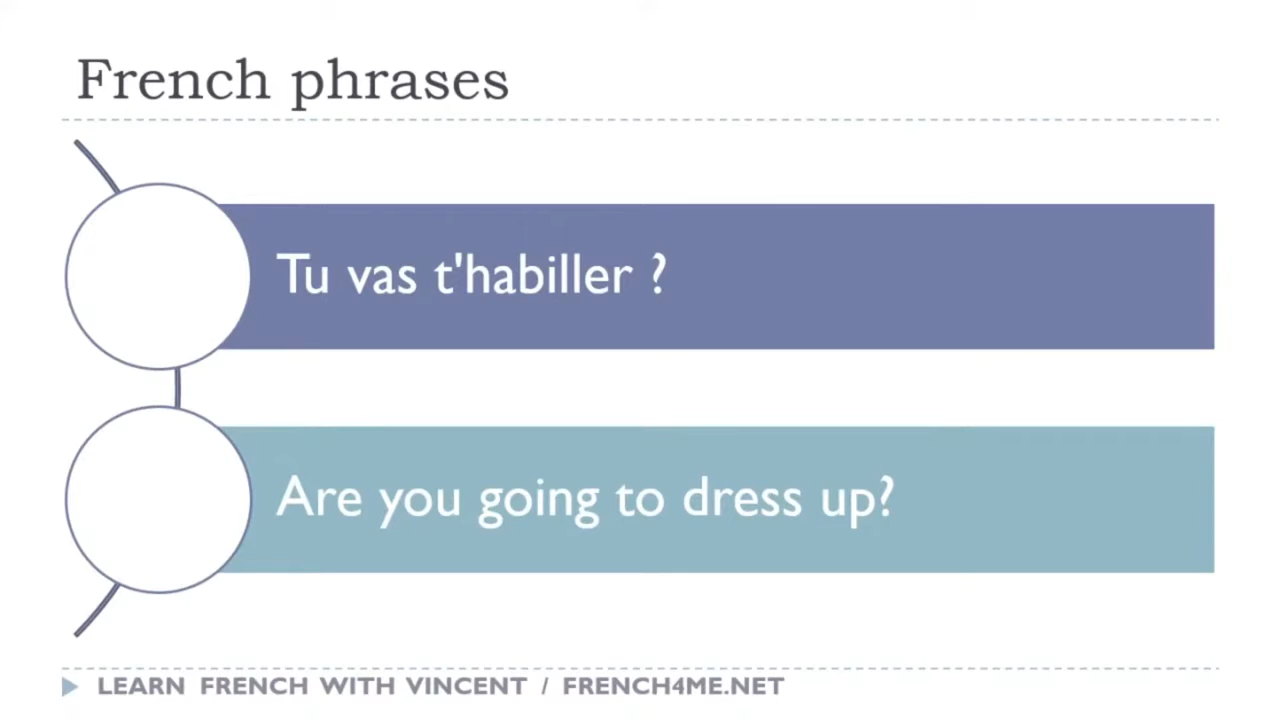 French phrases
Tu vas t'habiller ?
Are you going to dress up?
LEARN FRENCH WITH VINCENT / FRENCH4ME.NET